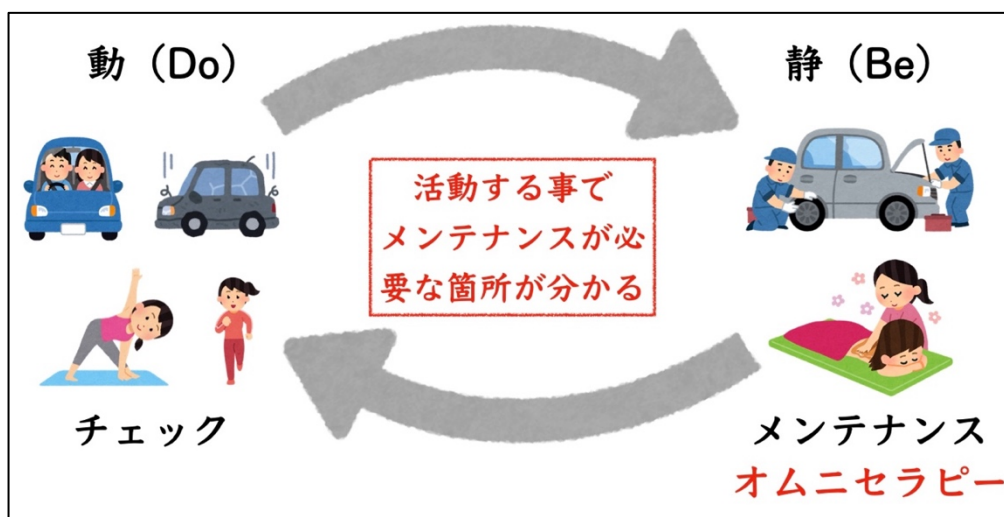 動（Do）
静（Be）
活動する事で
メンテナンスが必
要な箇所が分かる
チェック
メンテナンス
オムニセラピー